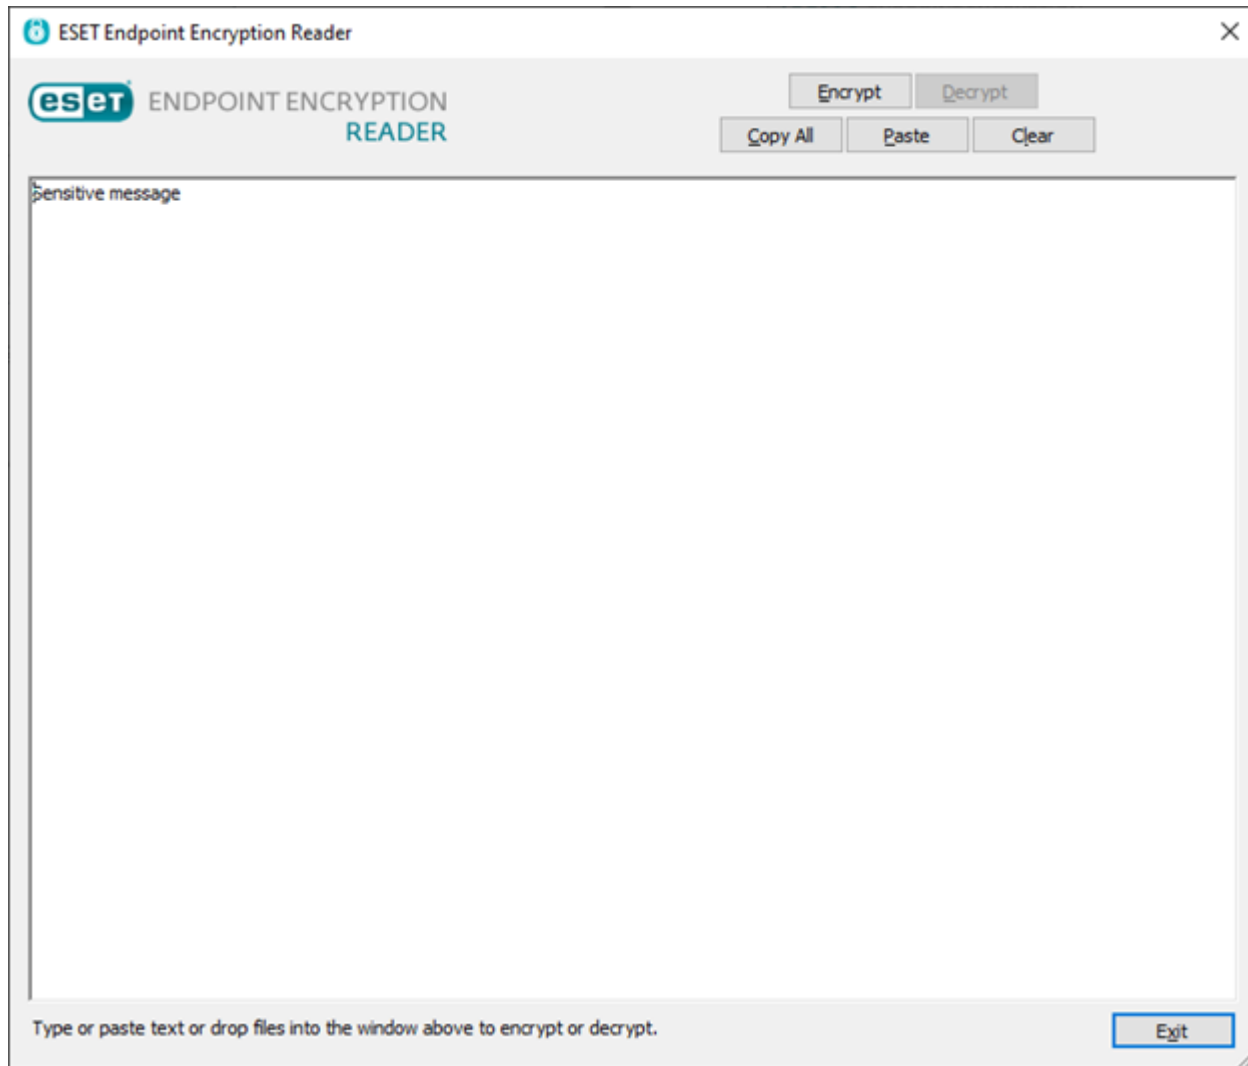 ESET Endpoint Encryption Reader
eset ENDPOINT ENCRYPTION
READER
Encrypt Decrypt
Copy All Paste Clear
Sensitive message
Type or paste text or drop files into the window above to encrypt or decrypt.
Exit